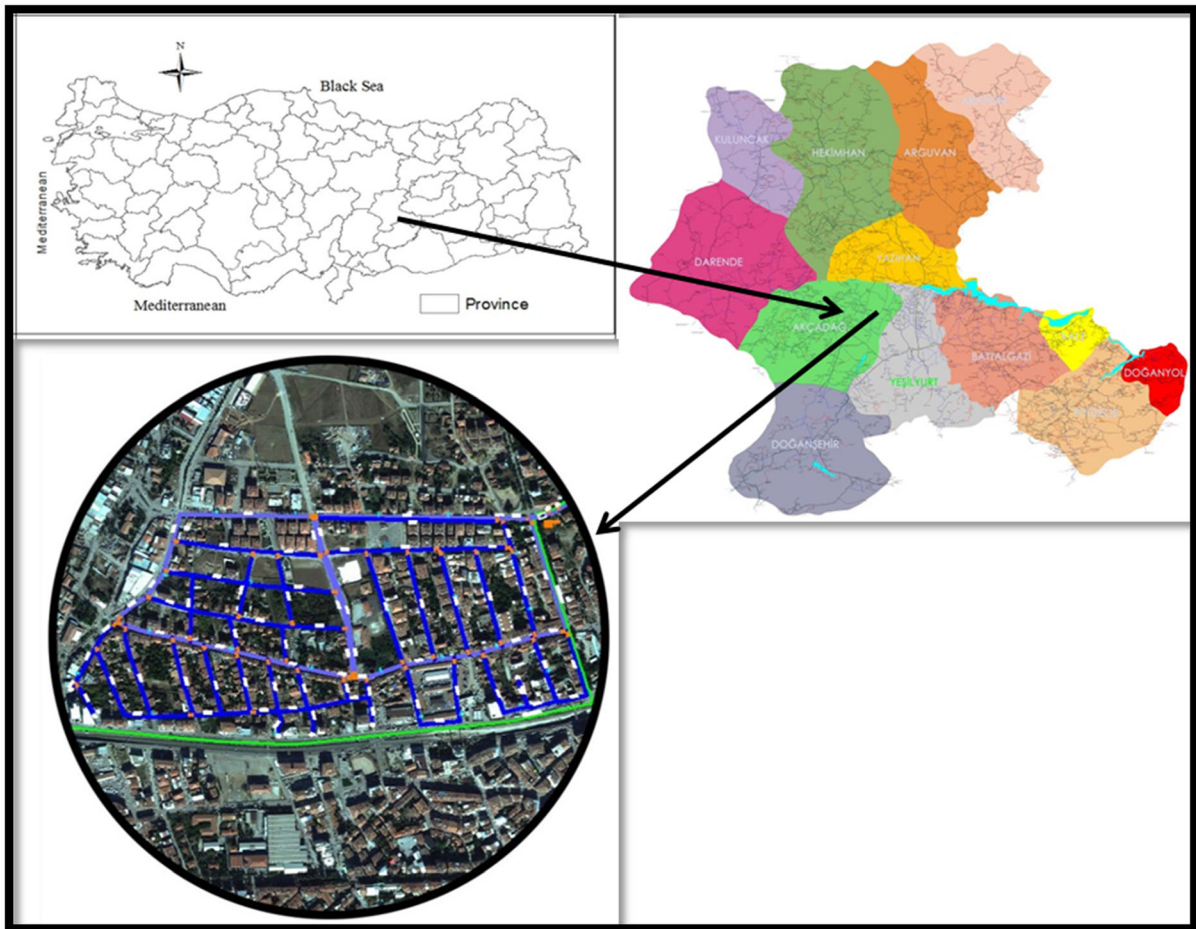 N
Black Sea
Mediterranean
Mediterranean
Province
KULUNCAK
HEKİMHAN
ARGUVAN
DARENDE
YAZIHAN
AKÇADAĞ
BATTALGAZİ
DOĞANYOL
YEŞİLYURT
DOĞANŞEHİR